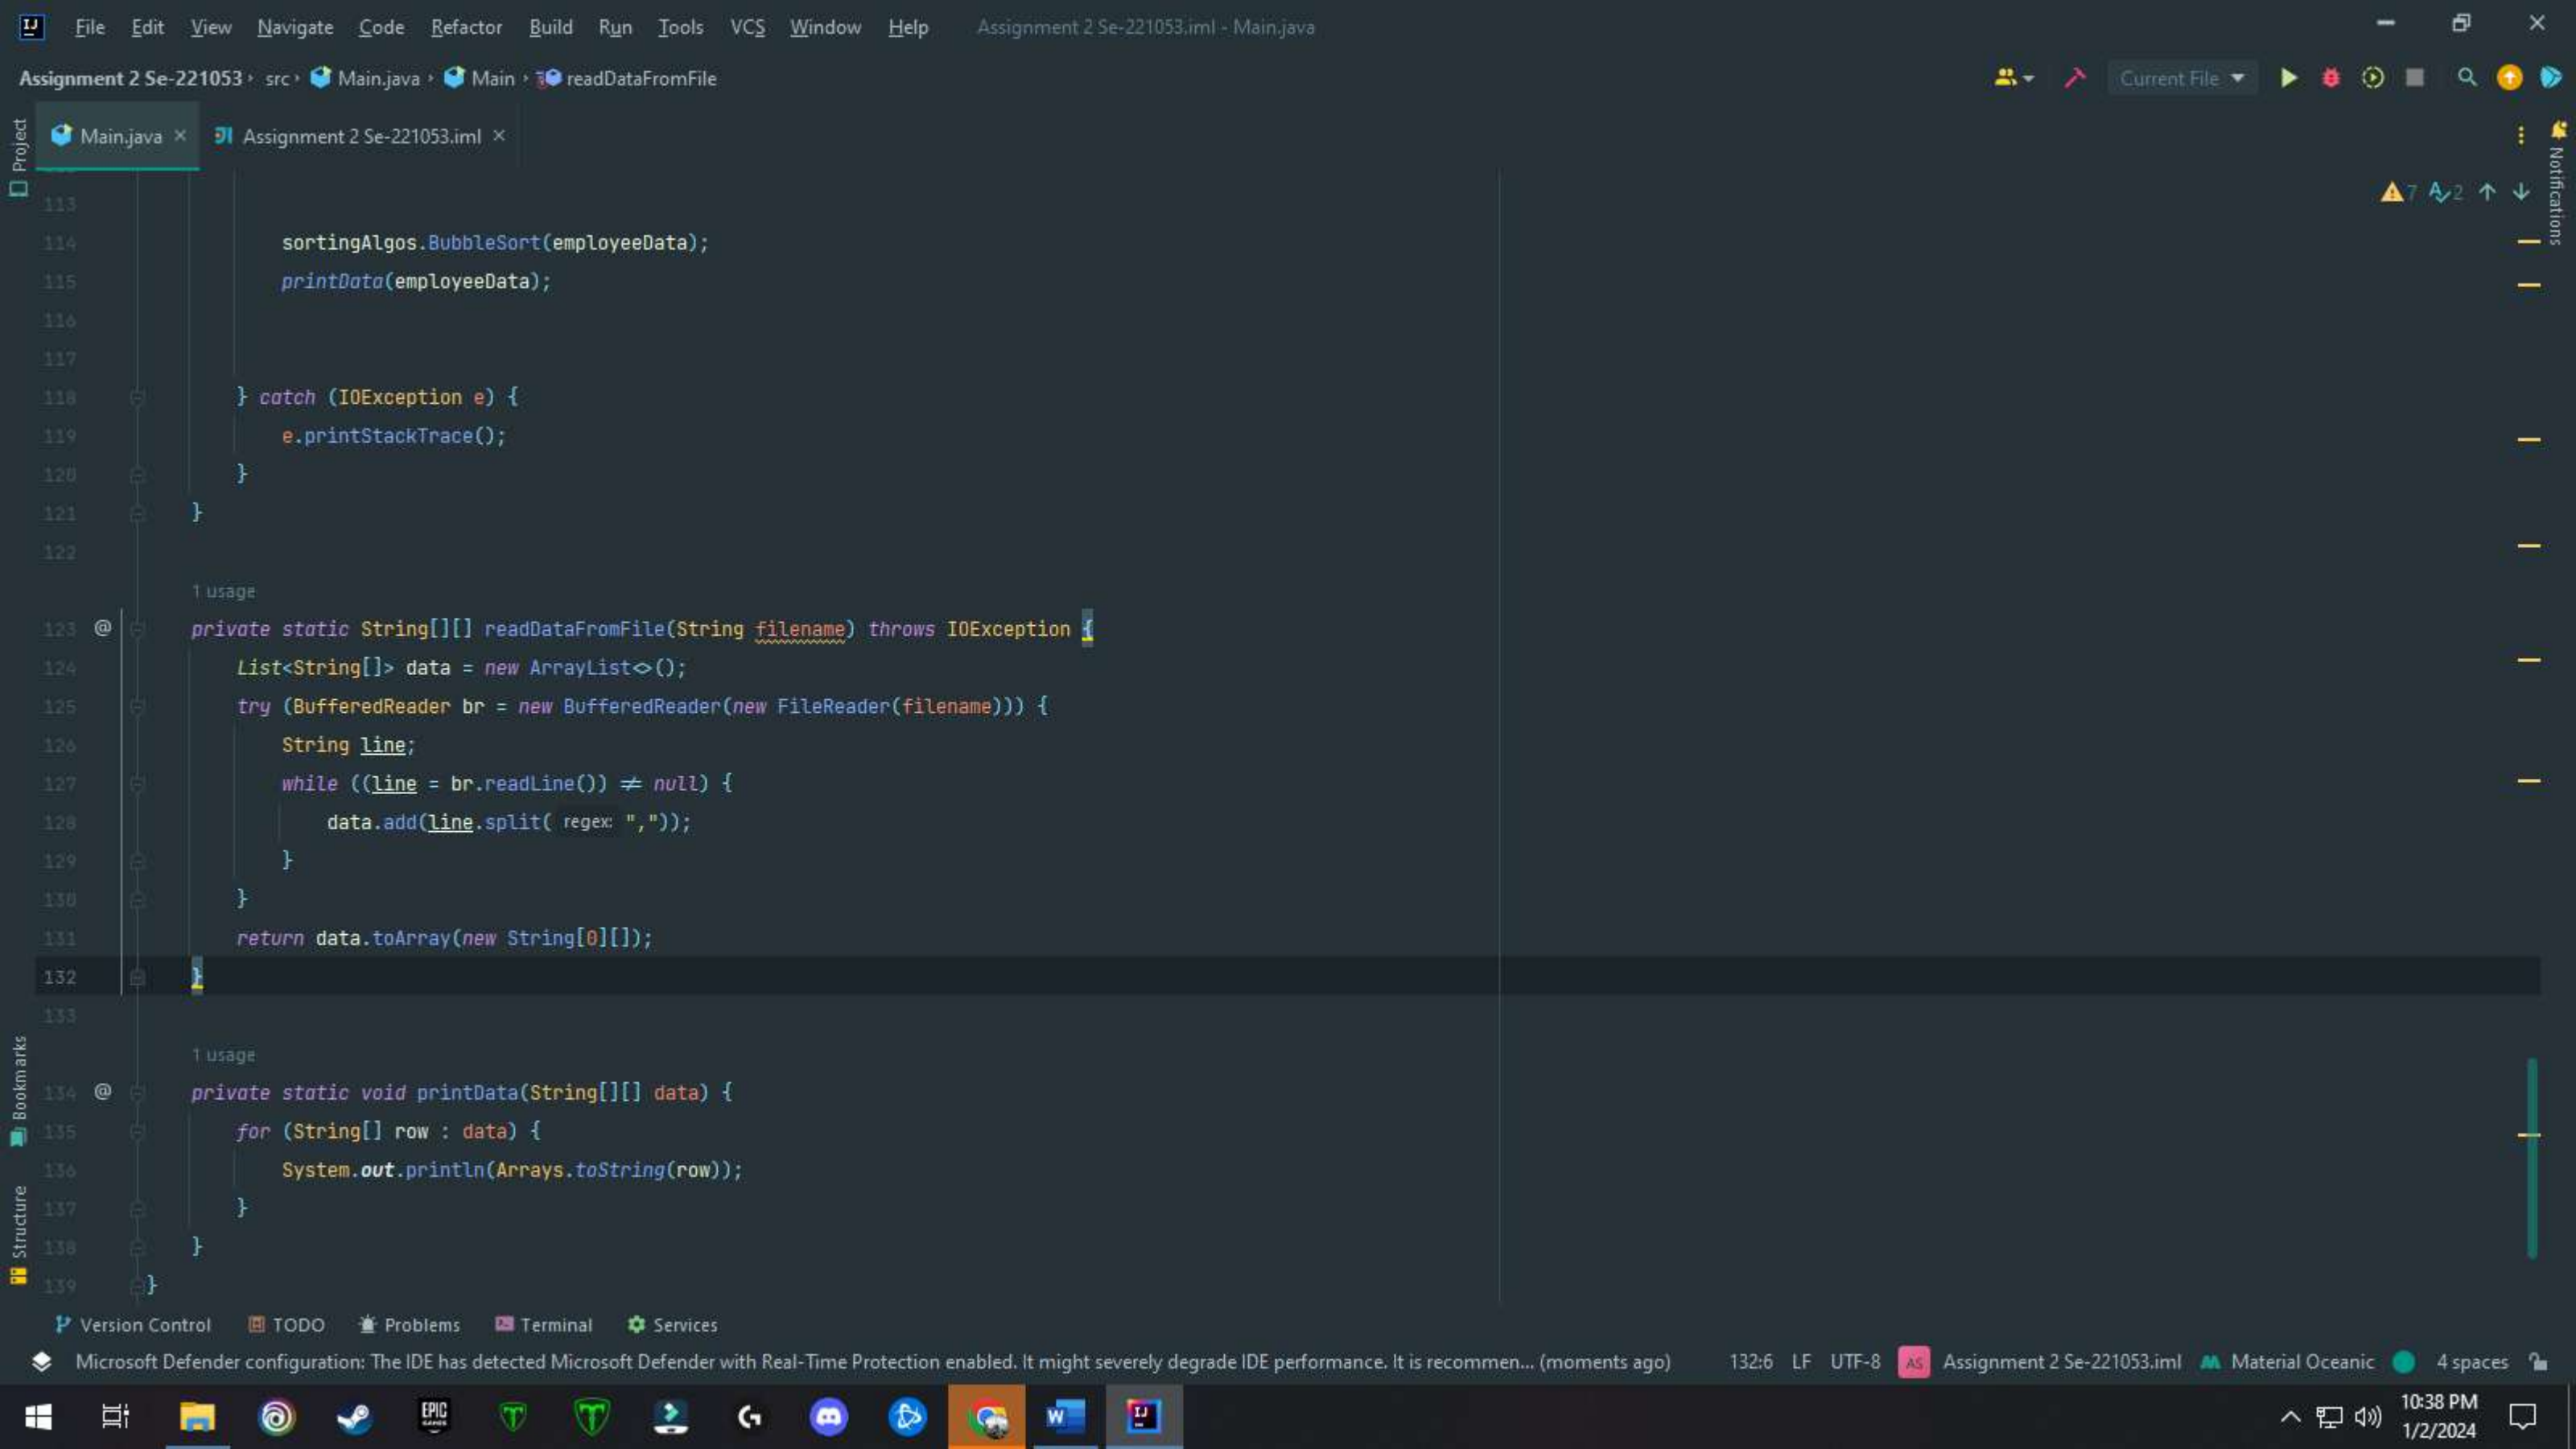 File Edit View Navigate Code Refactor Build Run Tools VCS Window Help Assignment 2 Se-221053.iml - Main.java
Assignment 2 Se-221053 › src › Main.java › Main › readDataFromFile Current File
Main.java × Assignment 2 Se-221053.iml ×
Project
Notifications
7 2
113
114 sortingAlgos.BubbleSort(employeeData);
115 printData(employeeData);
116
117
118 } catch (IOException e) {
119 e.printStackTrace();
120 }
121 }
122
1 usage
123 @ private static String[][] readDataFromFile(String filename) throws IOException {
124 List<String[]> data = new ArrayList<>();
125 try (BufferedReader br = new BufferedReader(new FileReader(filename))) {
126 String line;
127 while ((line = br.readLine()) ≠ null) {
128 data.add(line.split( regex: ","));
129 }
130 }
131 return data.toArray(new String[0][]);
132 }
133
1 usage
134 @ private static void printData(String[][] data) {
135 for (String[] row : data) {
136 System.out.println(Arrays.toString(row));
137 }
138 }
139 }
Bookmarks
Structure
Version Control TODO Problems Terminal Services
Microsoft Defender configuration: The IDE has detected Microsoft Defender with Real-Time Protection enabled. It might severely degrade IDE performance. It is recommen... (moments ago) 132:6 LF UTF-8 AS Assignment 2 Se-221053.iml Material Oceanic 4 spaces
EPIC GAMES W IJ 10:38 PM
1/2/2024